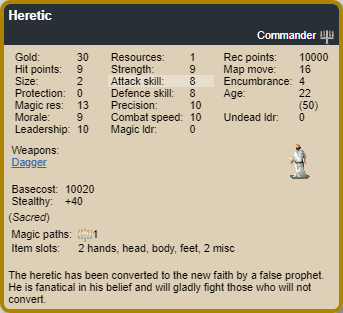 Heretic
Commander
Gold: 30 Resources: 1 Rec points: 10000
Hit points: 9 Strength: 9 Map move: 16
Size: 2 Attack skill: 8 Encumbrance: 4
Protection: 0 Defence skill: 8 Age: 22
Magic res: 13 Precision: 10 (50)
Morale: 9 Combat speed: 10 Undead ldr: 0
Leadership: 10 Magic ldr: 0
Weapons:
Dagger
Basecost: 10020
Stealthy: +40
(Sacred)
Magic paths: 1
Item slots: 2 hands, head, body, feet, 2 misc
The heretic has been converted to the new faith by a false prophet.
He is fanatical in his belief and will gladly fight those who will not
convert.